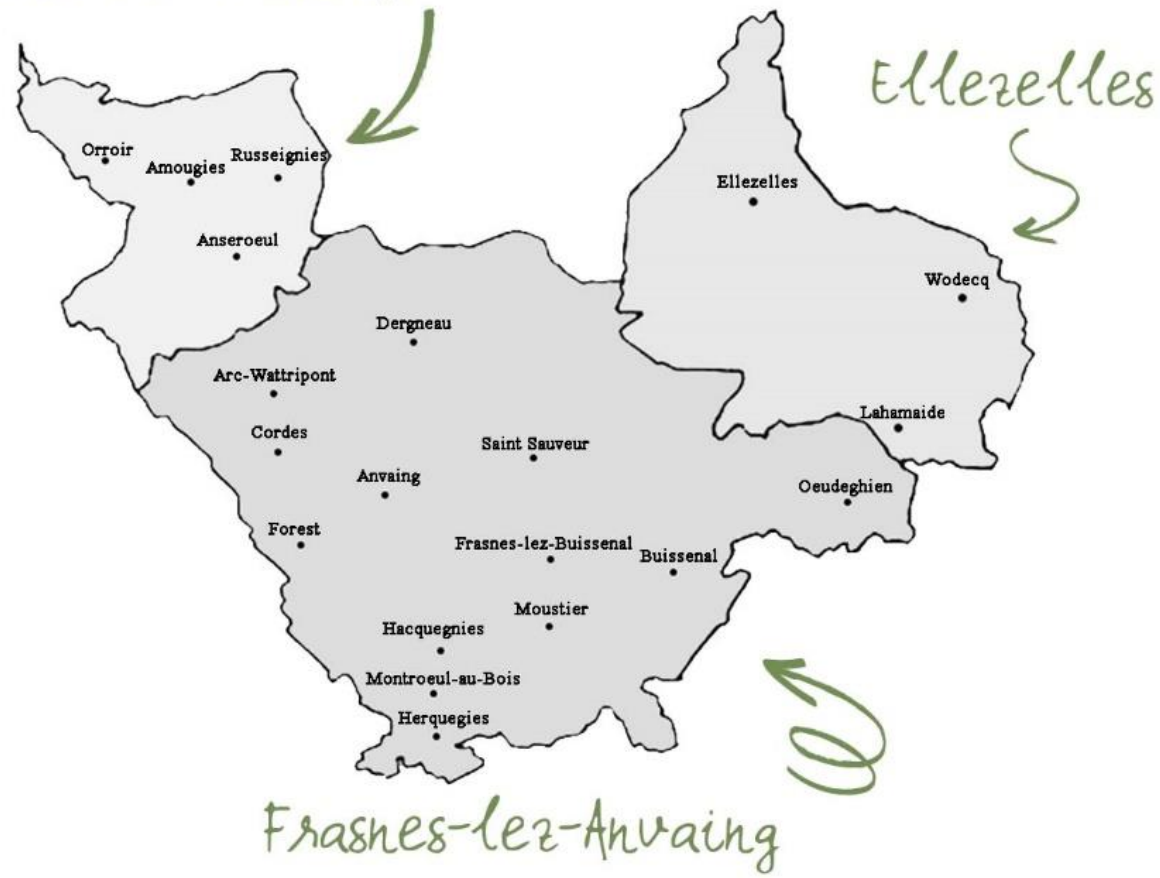 Ellezelles
Orroir
Amougies
Russeignies
Anseroeul
Ellezelles
Wodecq
Lahamaide
Dergneau
Arc-Wattripont
Cordes
Saint Sauveur
Anvaing
Oeudeghien
Forest
Frasnes-lez-Buissenal
Buissenal
Moustier
Hacquegnies
Montroeul-au-Bois
Herquegies
Frasnes-lez-Anvaing